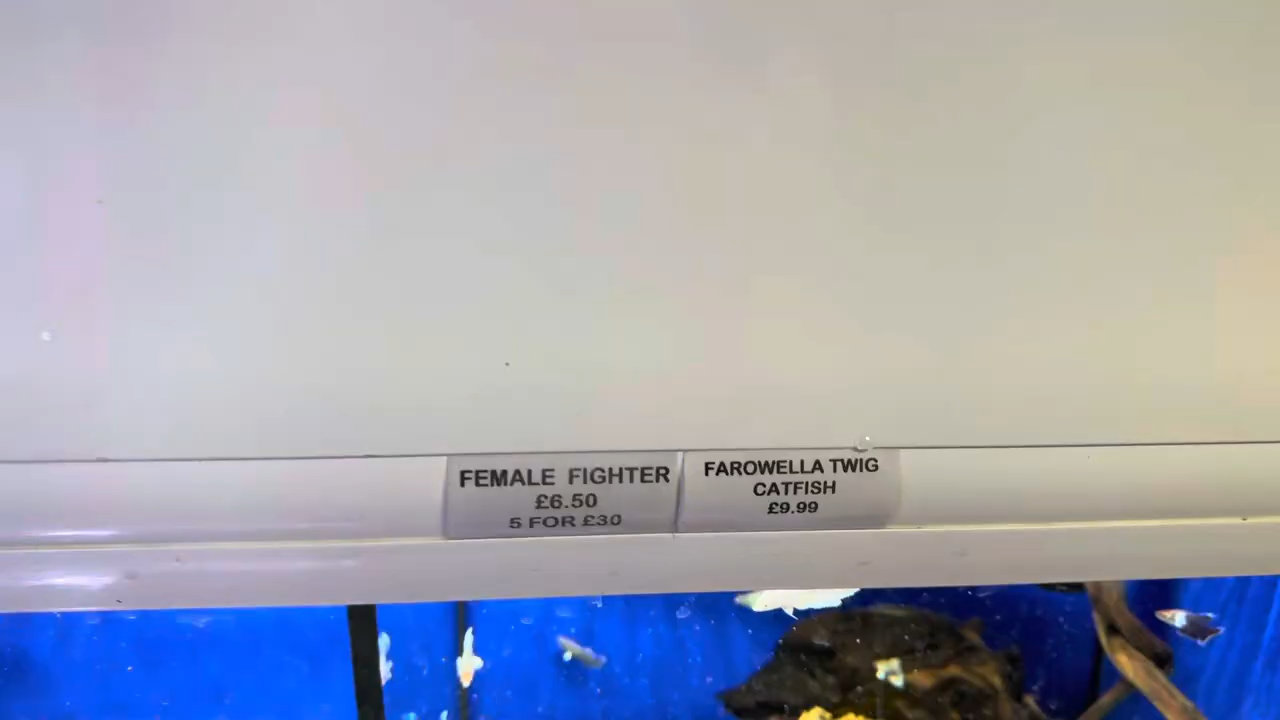 FEMALE FIGHTER
£6.50
5 FOR £30
FAROWELLA TWIG
CATFISH
£9.99